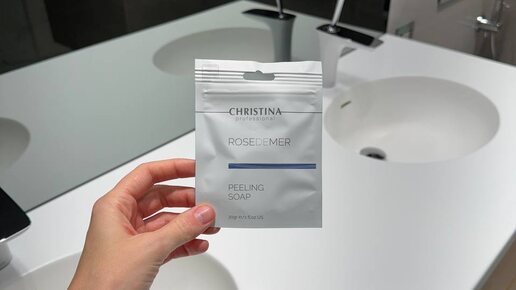 CHRISTINA
professional
ROSEDEMER
PEELING
SOAP